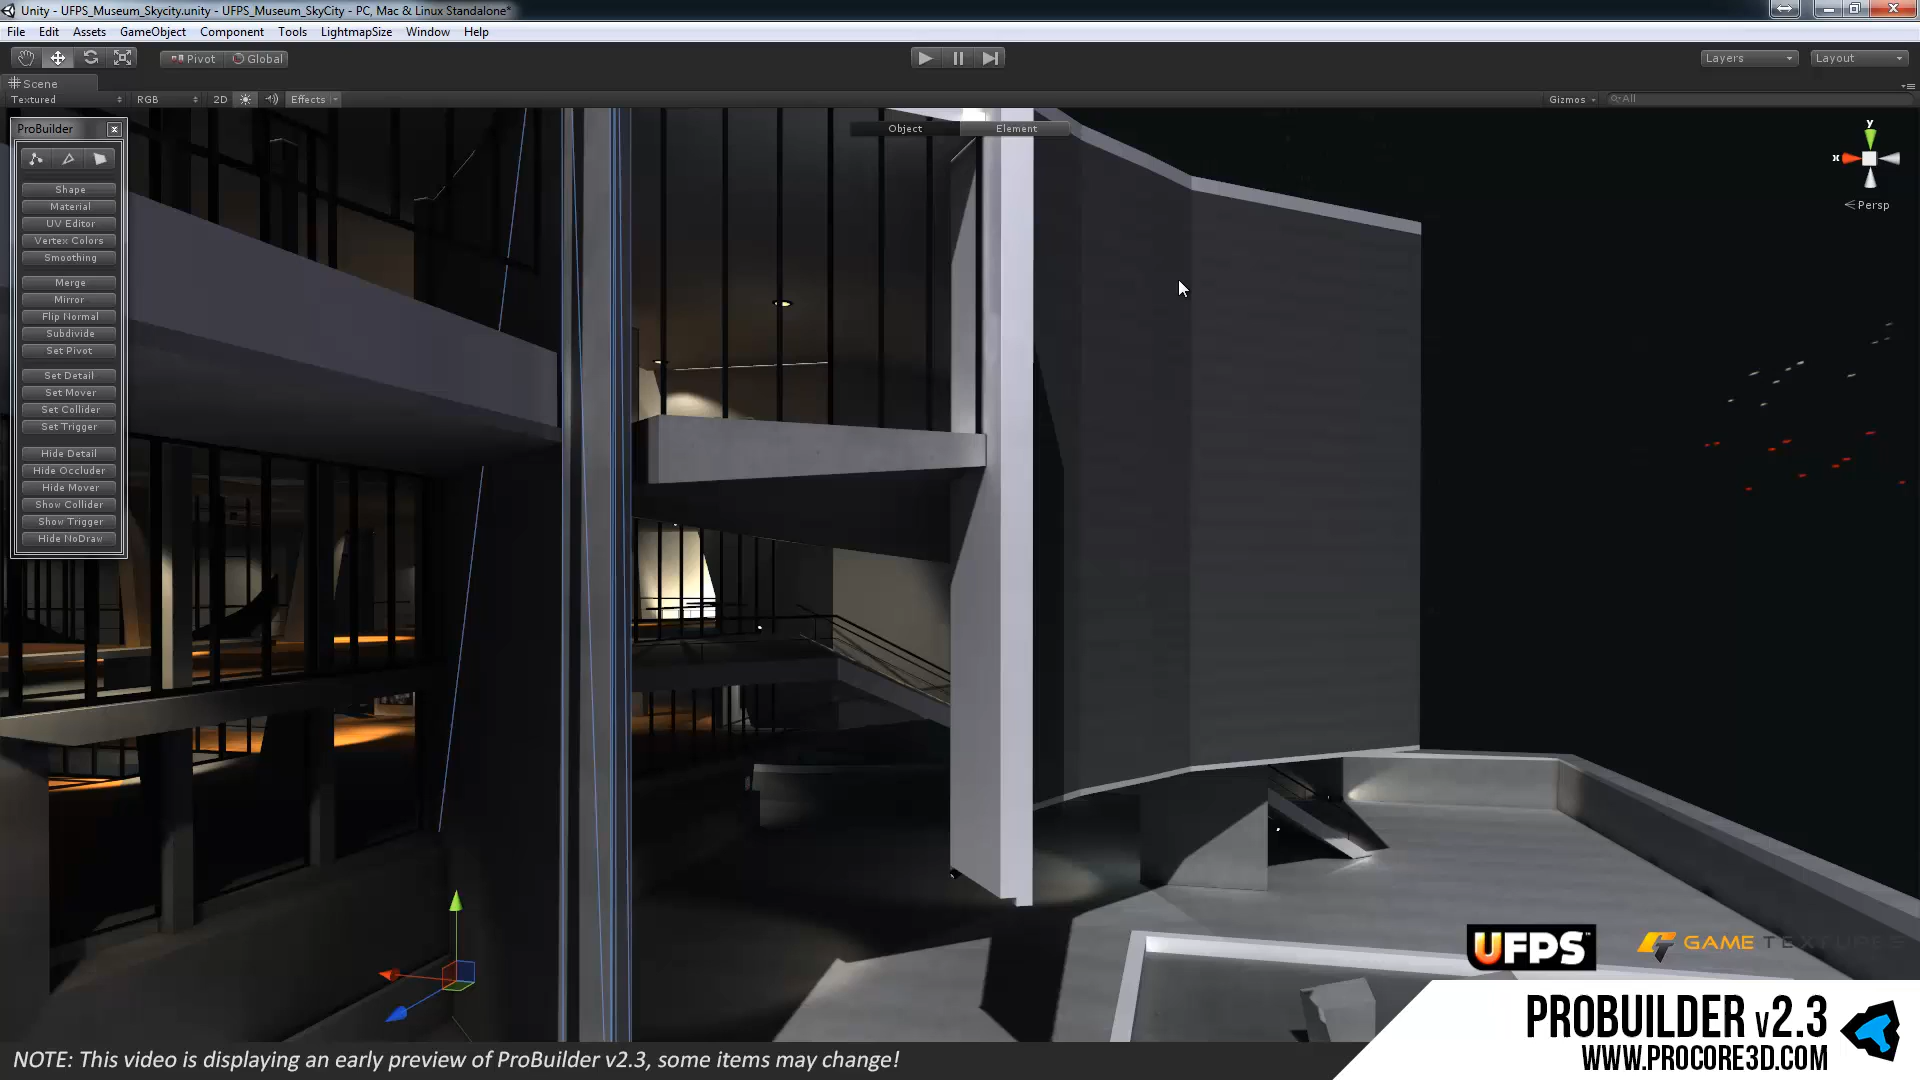 Unity - UFPS_Museum_Skycity.unity - UFPS_Museum_SkyCity - PC, Mac & Linux Standalone*
File Edit Assets GameObject Component Tools LightmapSize Window Help
Pivot Global Layers Layout
Scene
Textured RGB 2D Effects Gizmos All
ProBuilder
Object Element
y
x
Persp
Shape
Material
UV Editor
Vertex Colors
Smoothing
Merge
Mirror
Flip Normal
Subdivide
Set Pivot
Set Detail
Set Mover
Set Collider
Set Trigger
Hide Detail
Hide Occluder
Hide Mover
Show Collider
Show Trigger
Hide NoDraw
UFPS™
GAME TEXTURES
PROBUILDER v2.3
WWW.PROCORE3D.COM
NOTE: This video is displaying an early preview of ProBuilder v2.3, some items may change!